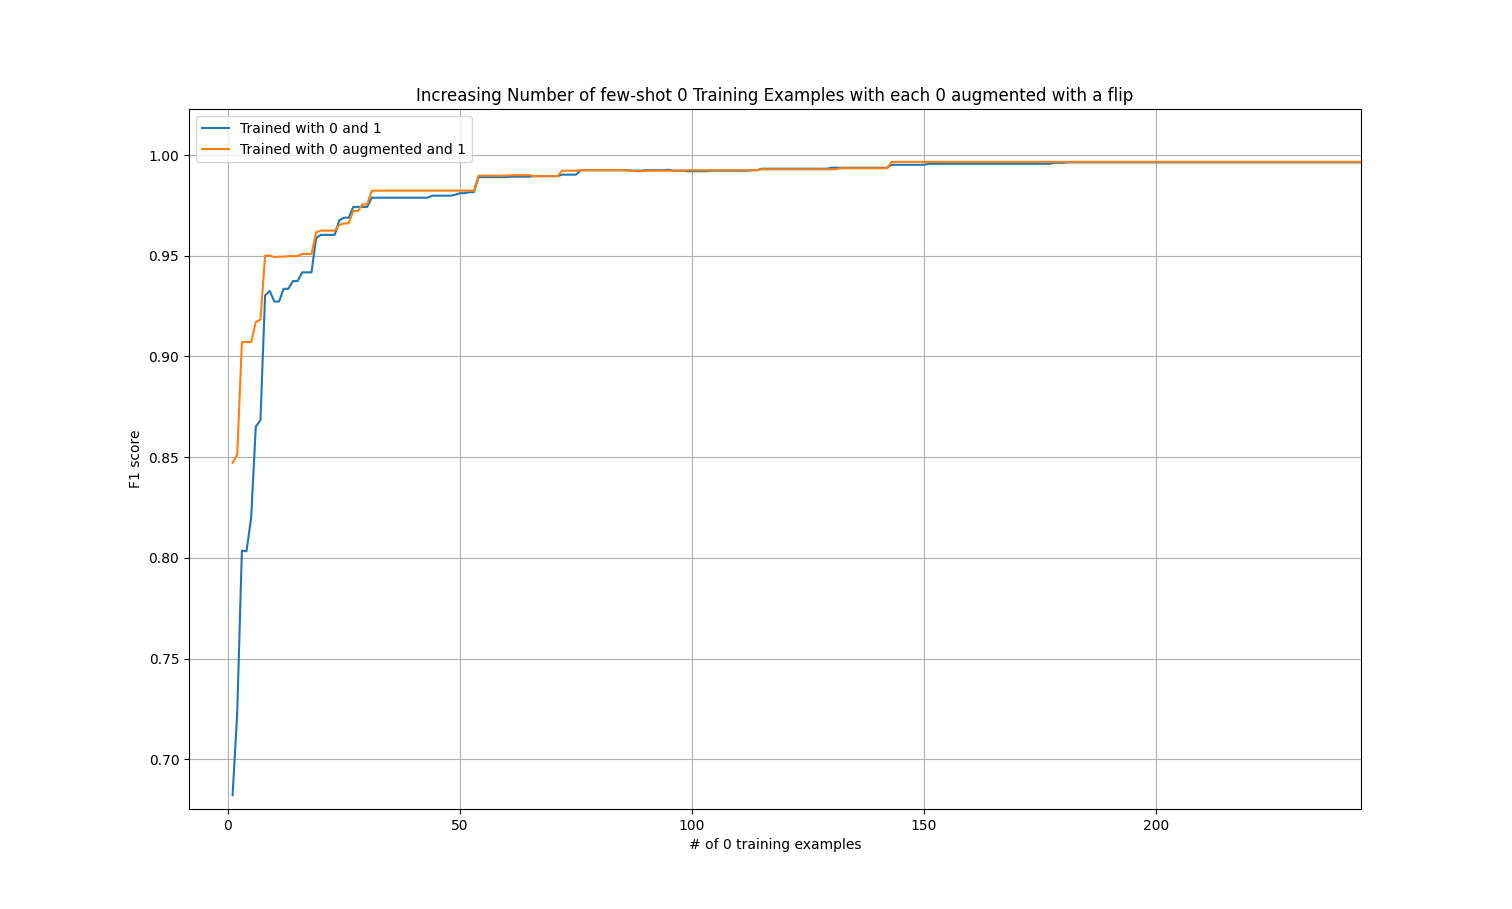 Increasing Number of few-shot 0 Training Examples with each 0 augmented with a flip
Trained with 0 and 1
Trained with 0 augmented and 1
1.00
0.95
0.90
0.85
0.80
0.75
0.70
F1 score
0 50 100 150 200
# of 0 training examples